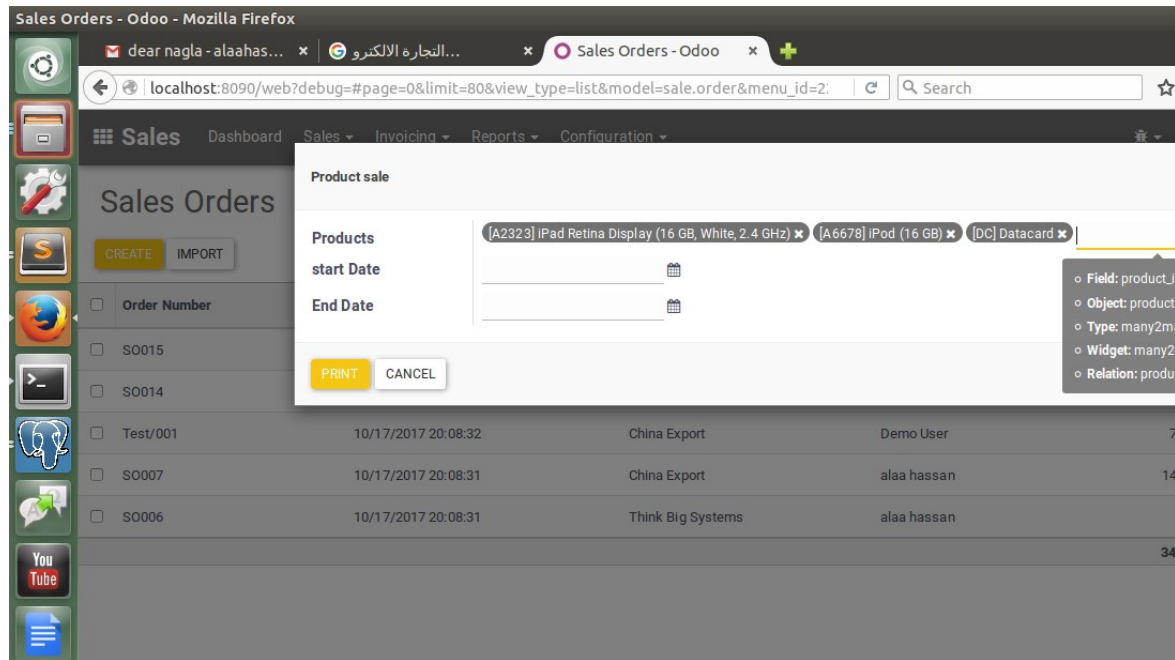 Sales Orders - Odoo - Mozilla Firefox
dear nagla - alaahas... × التجارة الالكترو... × Sales Orders - Odoo ×
localhost:8090/web?debug=#page=0&limit=80&view_type=list&model=sale.order&menu_id=2 Search
Sales Dashboard Sales Invoicing Reports Configuration
Product sale
Sales Orders
Products [A2323] iPad Retina Display (16 GB, White, 2.4 GHz) × [A6678] iPod (16 GB) × [DC] Datacard ×
CREATE IMPORT
start Date
End Date
Field: product_i
Object: product
Type: many2m
Widget: many2
Relation: produ
PRINT CANCEL
Order Number
SO015
SO014
Test/001 10/17/2017 20:08:32 China Export Demo User 7
SO007 10/17/2017 20:08:31 China Export alaa hassan 14
SO006 10/17/2017 20:08:31 Think Big Systems alaa hassan
34
You
Tube